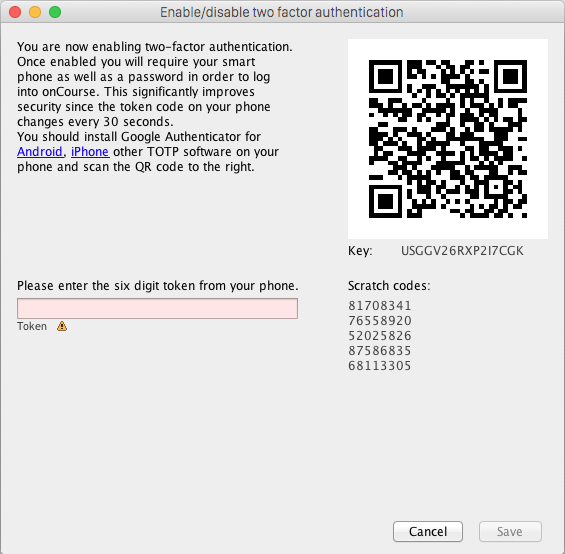 Enable/disable two factor authentication
You are now enabling two-factor authentication.
Once enabled you will require your smart
phone as well as a password in order to log
into onCourse. This significantly improves
security since the token code on your phone
changes every 30 seconds.
You should install Google Authenticator for
Android, iPhone other TOTP software on your
phone and scan the QR code to the right.
Key: USGGV26RXP2I7CGK
Please enter the six digit token from your phone.
Token
Scratch codes:
81708341
76558920
52025826
87586835
68113305
Cancel
Save